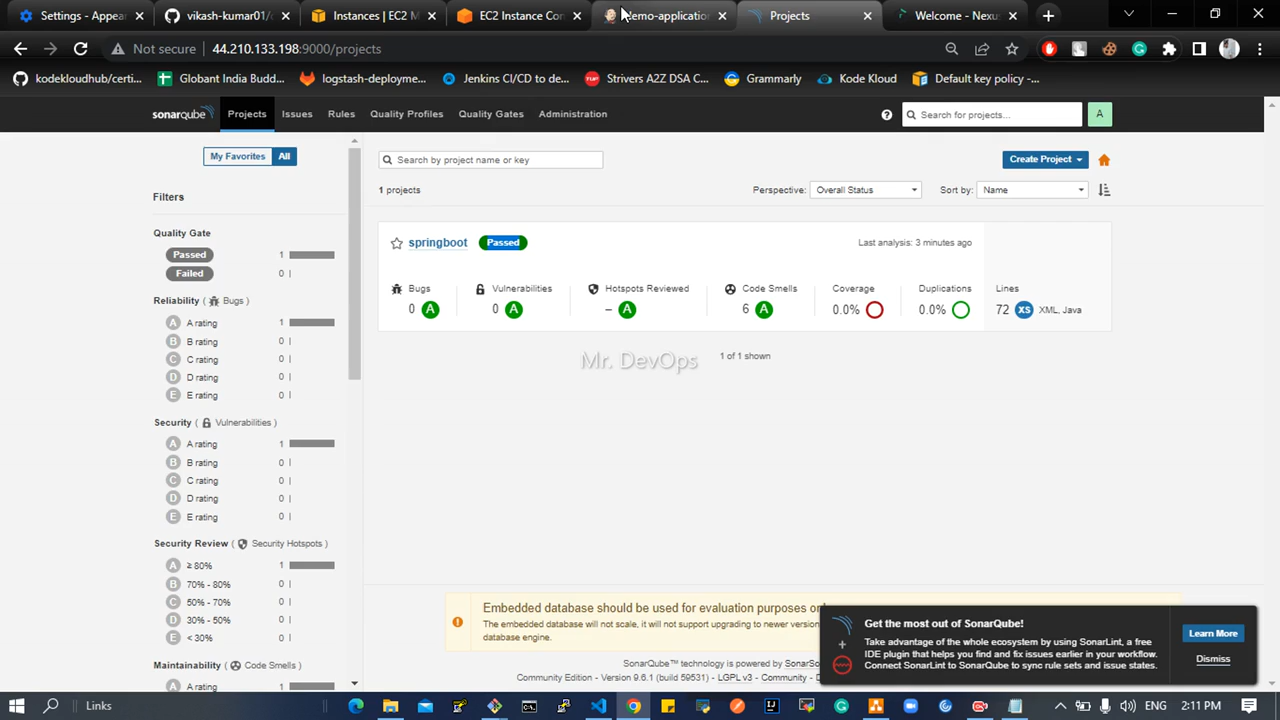 Settings - Appear
vikash-kumar01/
Instances | EC2 M
EC2 Instance Con
demo-application
Projects
Welcome - Nexus
Not secure
44.210.133.198:9000/projects
kodekloudhub/certi...
Globant India Budd...
logstash-deployme...
Jenkins CI/CD to de...
Strivers A2Z DSA C...
Grammarly
Kode Kloud
Default key policy -...
sonarqube
Projects
Issues
Rules
Quality Profiles
Quality Gates
Administration
Search for projects...
A
My Favorites
All
Search by project name or key
Create Project
1 projects
Perspective:
Overall Status
Sort by:
Name
Filters
Quality Gate
Passed 1
Failed 0
Reliability ( Bugs )
A A rating 1
B B rating 0
C C rating 0
D D rating 0
E E rating 0
Security ( Vulnerabilities )
A A rating 1
B B rating 0
C C rating 0
D D rating 0
E E rating 0
Security Review ( Security Hotspots )
A ≥ 80% 1
B 70% - 80% 0
C 50% - 70% 0
D 30% - 50% 0
E < 30% 0
Maintainability ( Code Smells )
A A rating 1
springboot
Passed
Last analysis: 3 minutes ago
Bugs
Vulnerabilities
Hotspots Reviewed
Code Smells
Coverage
Duplications
Lines
0 A
0 A
– A
6 A
0.0%
0.0%
72 XS XML, Java
1 of 1 shown
Mr. DevOps
Embedded database should be used for evaluation purposes on
The embedded database will not scale, it will not support upgrading to newer version
database engine.
SonarQube™ technology is powered by SonarSo
Community Edition - Version 9.6.1 (build 59531) - LGPL v3 - Community - D
Get the most out of SonarQube!
Take advantage of the whole ecosystem by using SonarLint, a free
IDE plugin that helps you find and fix issues earlier in your workflow.
Connect SonarLint to SonarQube to sync rule sets and issue states.
Learn More
Dismiss
Links
ENG
2:11 PM